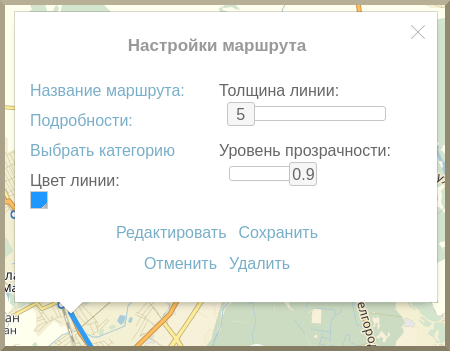 Настройки маршрута
Название маршрута:
Толщина линии:
5
Подробности:
Выбрать категорию
Уровень прозрачности:
0.9
Цвет линии:
Редактировать Сохранить
Отменить Удалить